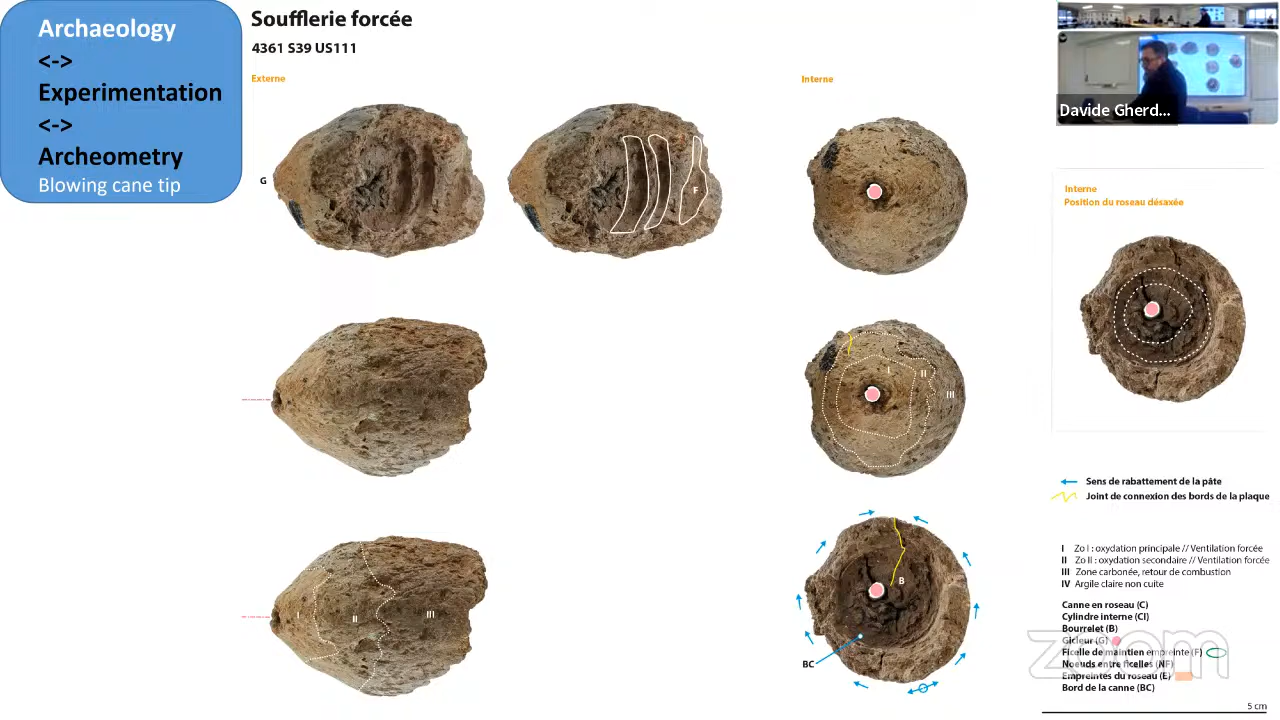 Archaeology
<->
Experimentation
<->
Archeometry
Blowing cane tip
Soufflerie forcée
4361 S39 US111
Externe
Interne
G
F
I
II
III
I
II
III
B
BC
Davide Gherd...
Interne
Position du roseau désaxée
Sens de rabattement de la pâte
Joint de connexion des bords de la plaque
I Zo I : oxydation principale // Ventilation forcée
II Zo II : oxydation secondaire // Ventilation forcée
III Zone carbonée, retour de combustion
IV Argile claire non cuite
Canne en roseau (C)
Cylindre interne (CI)
Bourrelet (B)
Gicleur (G)
Ficelle de maintien empreinte (F)
Noeuds entre ficelles (NF)
Empreintes du roseau (E)
Bord de la canne (BC)
zoom
5 cm